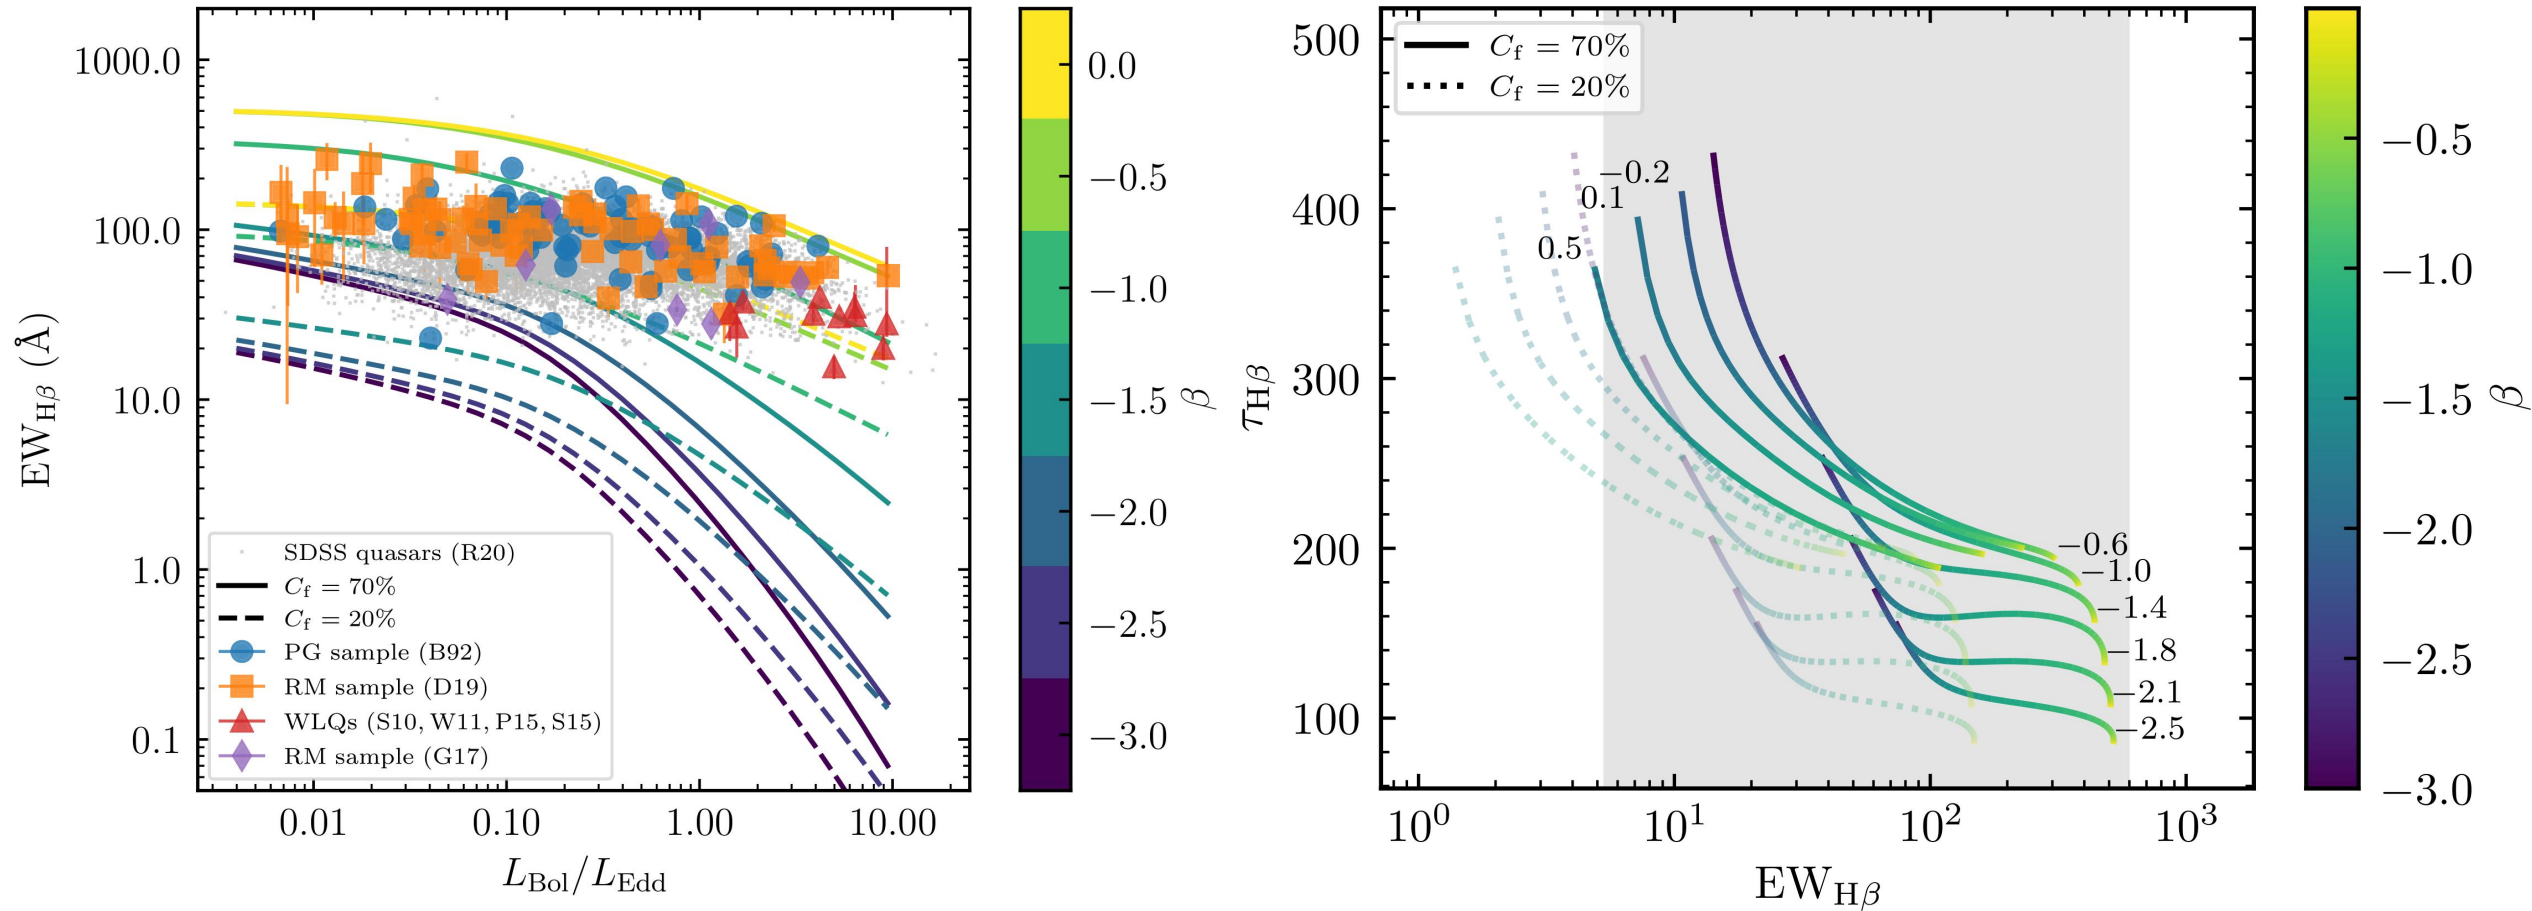 1000.0
100.0
10.0
1.0
0.1
EW_Hβ (Å)
SDSS quasars (R20)
C_f = 70%
C_f = 20%
PG sample (B92)
RM sample (D19)
WLQs (S10, W11, P15, S15)
RM sample (G17)
0.01 0.10 1.00 10.00
L_Bol/L_Edd
0.0
−0.5
−1.0
−1.5
−2.0
−2.5
−3.0
β
500
400
300
200
100
τ_Hβ
C_f = 70%
C_f = 20%
−0.2
0.1
0.5
−0.6
−1.0
−1.4
−1.8
−2.1
−2.5
10^0 10^1 10^2 10^3
EW_Hβ
−0.5
−1.0
−1.5
−2.0
−2.5
−3.0
β